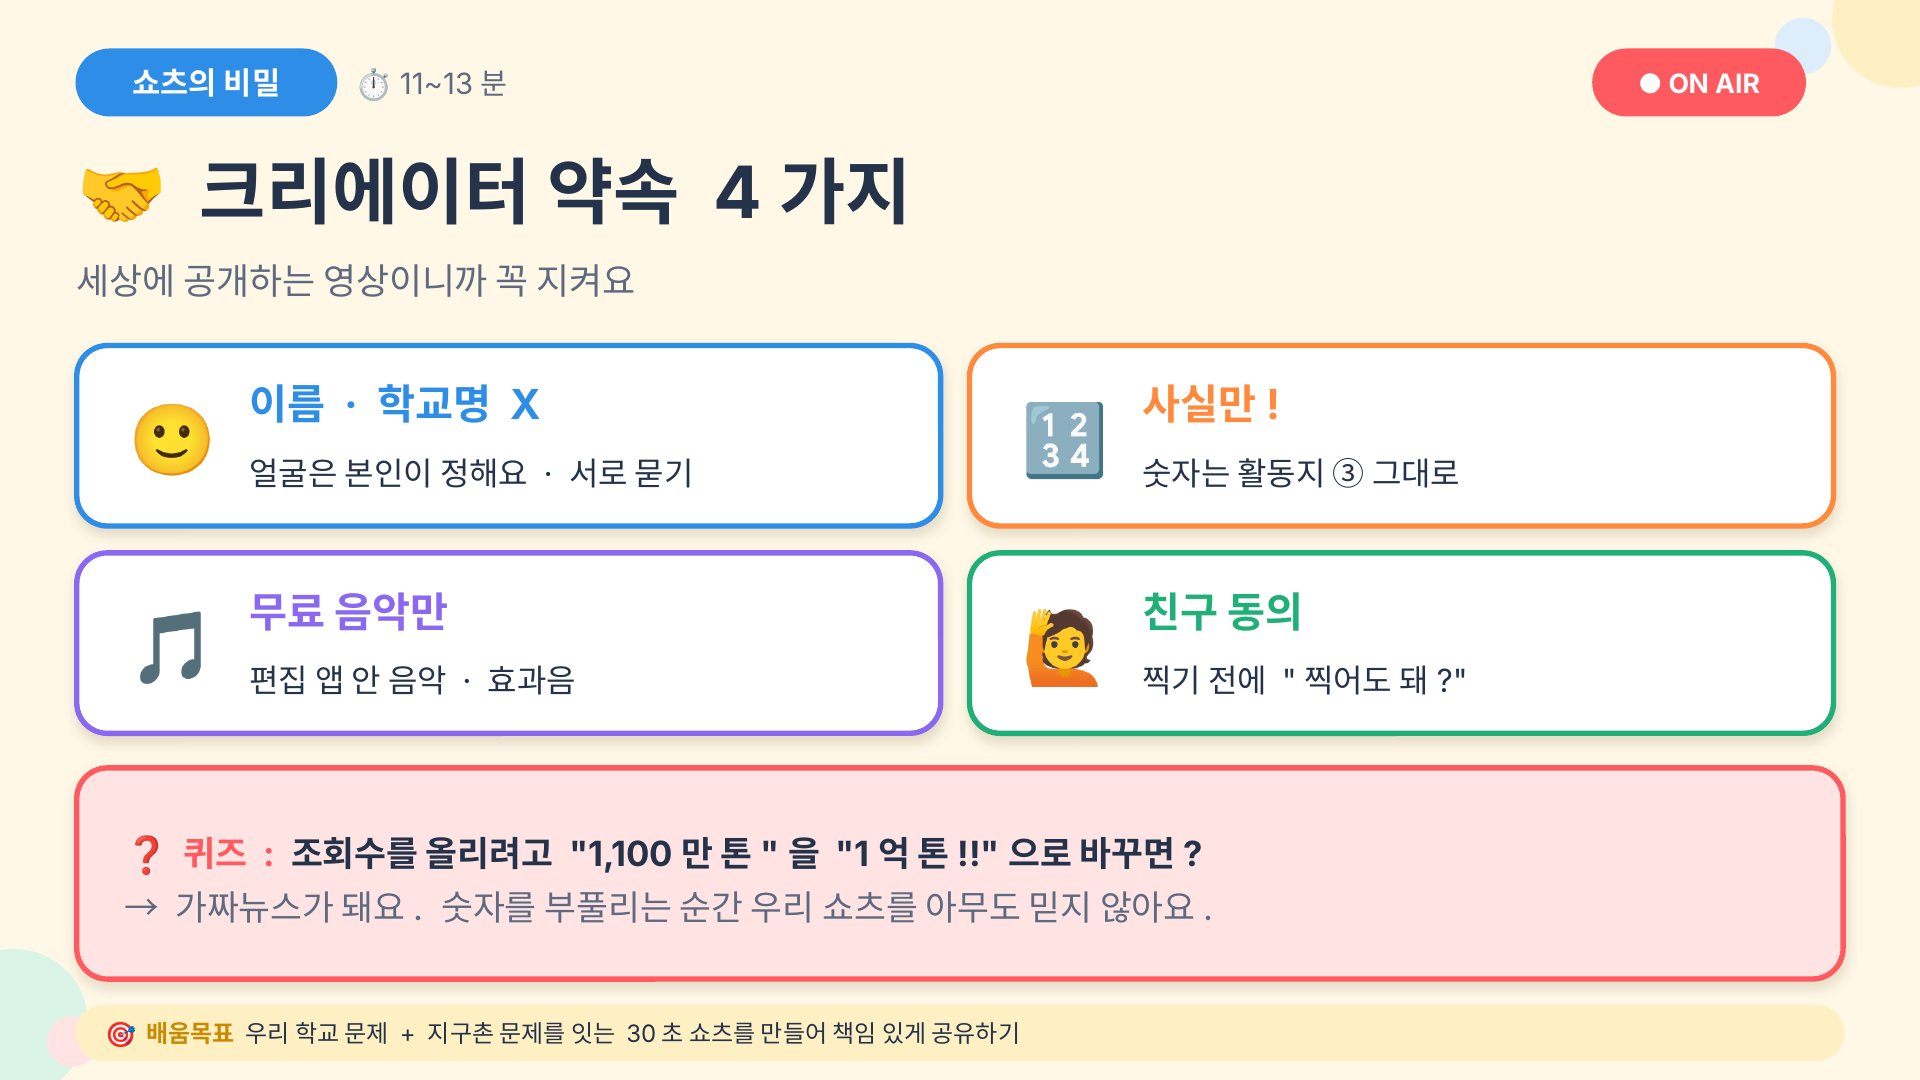 쇼츠의 비밀
⏱️ 11~13 분
● ON AIR
🤝 크리에이터 약속 4 가지
세상에 공개하는 영상이니까 꼭 지켜요
이름 · 학교명 X
얼굴은 본인이 정해요 · 서로 묻기
사실만 !
숫자는 활동지 ③ 그대로
무료 음악만
편집 앱 안 음악 · 효과음
친구 동의
찍기 전에 " 찍어도 돼 ?"
❓ 퀴즈 : 조회수를 올리려고 "1,100 만 톤 " 을 "1 억 톤 !!" 으로 바꾸면 ?
→ 가짜뉴스가 돼요 . 숫자를 부풀리는 순간 우리 쇼츠를 아무도 믿지 않아요 .
🎯 배움목표 우리 학교 문제 + 지구촌 문제를 잇는 30 초 쇼츠를 만들어 책임 있게 공유하기